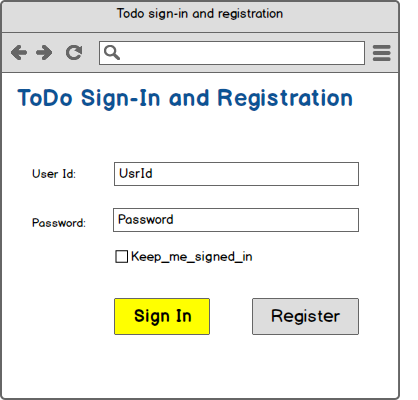 Todo sign-in and registration
ToDo Sign-In and Registration
User Id:
UsrId
Password:
Password
Keep_me_signed_in
Sign In
Register